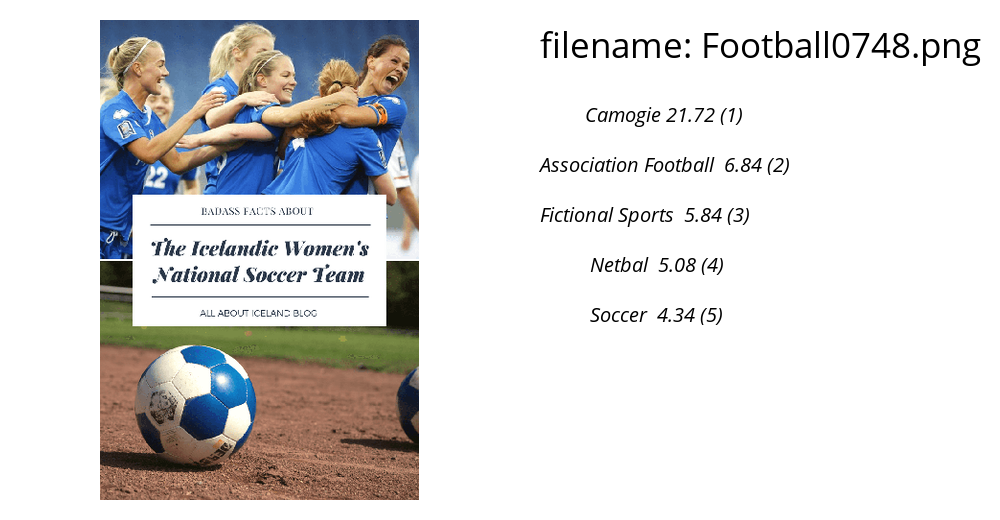 filename: Football0748.png
Camogie 21.72 (1)
Association Football 6.84 (2)
Fictional Sports 5.84 (3)
Netbal 5.08 (4)
Soccer 4.34 (5)
22
BADASS FACTS ABOUT
The Icelandic Women's
National Soccer Team
ALL ABOUT ICELAND BLOG